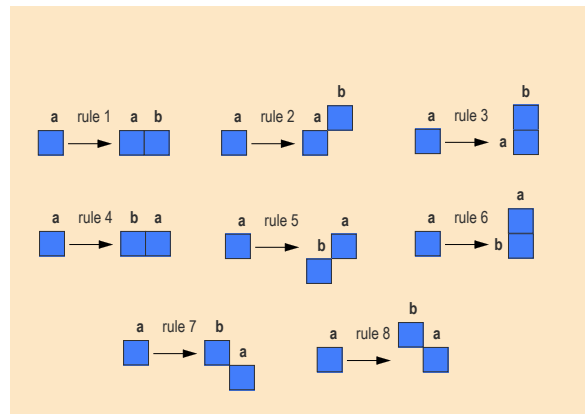 a rule 1 a b
a rule 2 a b
a rule 3 a b
a rule 4 b a
a rule 5 b a
a rule 6 b a
a rule 7 b a
a rule 8 b a